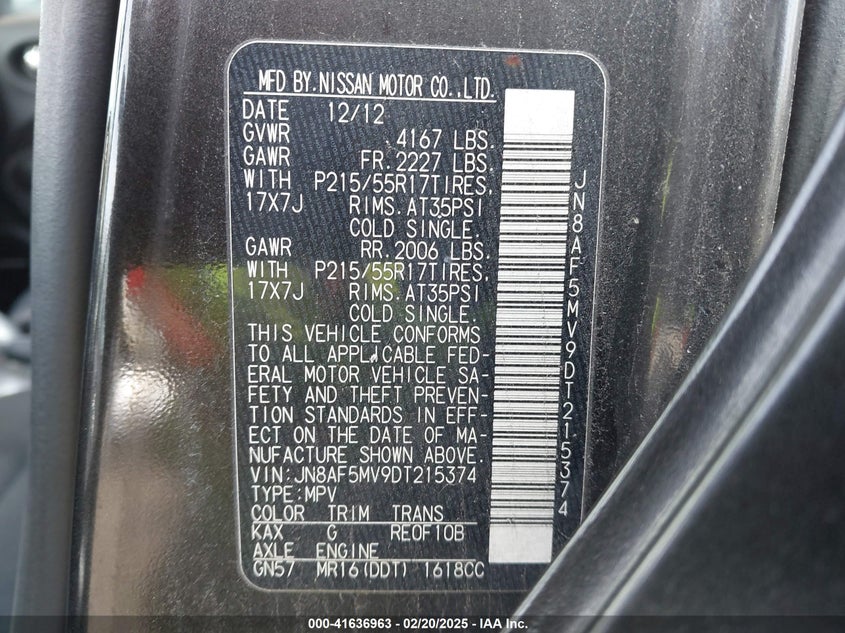 MFD BY.NISSAN MOTOR CO.,LTD.
DATE 12/12
GVWR 4167 LBS.
GAWR FR.2227 LBS.
WITH P215/55R17TIRES.
17X7J RIMS.AT35PSI
COLD SINGLE.
GAWR RR.2006 LBS.
WITH P215/55R17TIRES.
17X7J RIMS.AT35PSI
COLD SINGLE.
THIS VEHICLE CONFORMS
TO ALL APPLICABLE FED-
ERAL MOTOR VEHICLE SA-
FETY AND THEFT PREVEN-
TION STANDARDS IN EFF-
ECT ON THE DATE OF MA-
NUFACTURE SHOWN ABOVE.
VIN:JN8AF5MV9DT215374
TYPE:MPV
COLOR TRIM TRANS
KAX G RE0F10B
AXLE ENGINE
GN57 MR16(DDT) 1618CC
JN8AF5MV9DT215374
000-41636963 — 02/20/2025 — IAA, Inc.